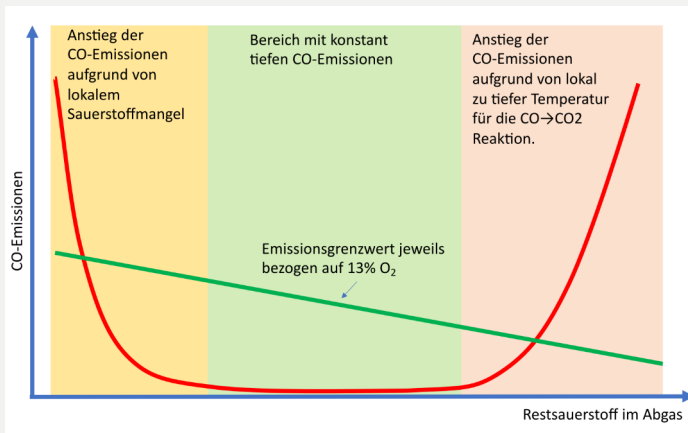 Anstieg der
CO-Emissionen
aufgrund von
lokalem
Sauerstoffmangel
Bereich mit konstant
tiefen CO-Emissionen
Anstieg der
CO-Emissionen
aufgrund von lokal
zu tiefer Temperatur
für die CO→CO2
Reaktion.
CO-Emissionen
Emissionsgrenzwert jeweils
bezogen auf 13% O₂
Restsauerstoff im Abgas